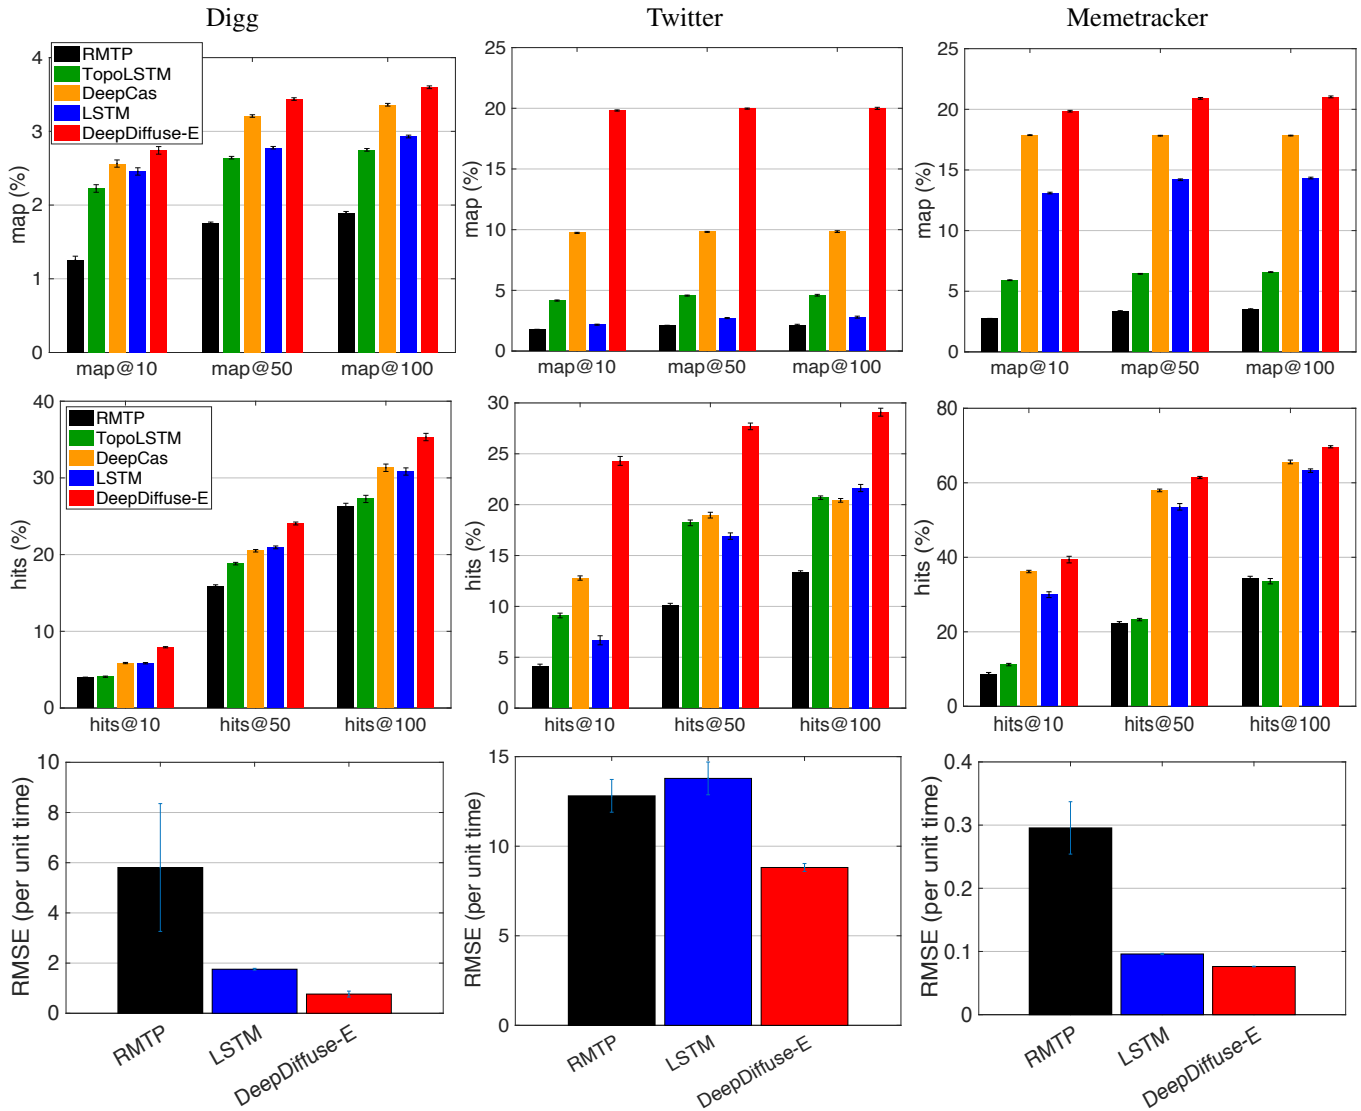 Digg Twitter Memetracker
RMTP
TopoLSTM
DeepCas
LSTM
DeepDiffuse-E
map (%)
4
3
2
1
0
map@10 map@50 map@100
map (%)
25
20
15
10
5
0
map@10 map@50 map@100
map (%)
25
20
15
10
5
0
map@10 map@50 map@100
RMTP
TopoLSTM
DeepCas
LSTM
DeepDiffuse-E
hits (%)
40
30
20
10
0
hits@10 hits@50 hits@100
hits (%)
30
25
20
15
10
5
0
hits@10 hits@50 hits@100
hits (%)
80
60
40
20
0
hits@10 hits@50 hits@100
RMSE (per unit time)
10
8
6
4
2
0
RMTP LSTM DeepDiffuse-E
RMSE (per unit time)
15
10
5
0
RMTP LSTM DeepDiffuse-E
RMSE (per unit time)
0.4
0.3
0.2
0.1
0
RMTP LSTM DeepDiffuse-E